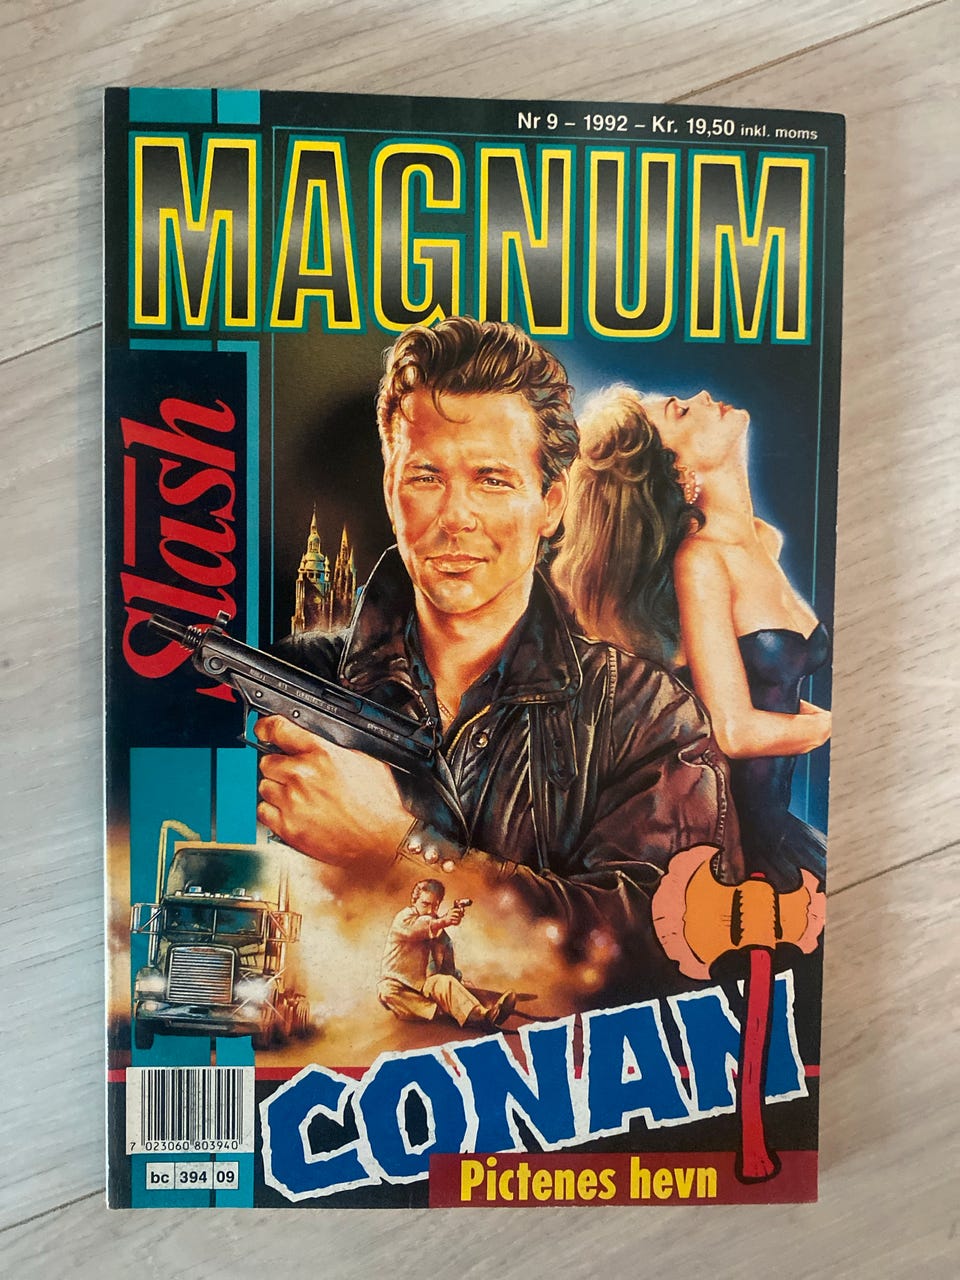 Nr 9 – 1992 – Kr. 19,50 inkl. moms
MAGNUM
Slash
CONAN
Pictenes hevn
7 023060 803940
bc 394 09